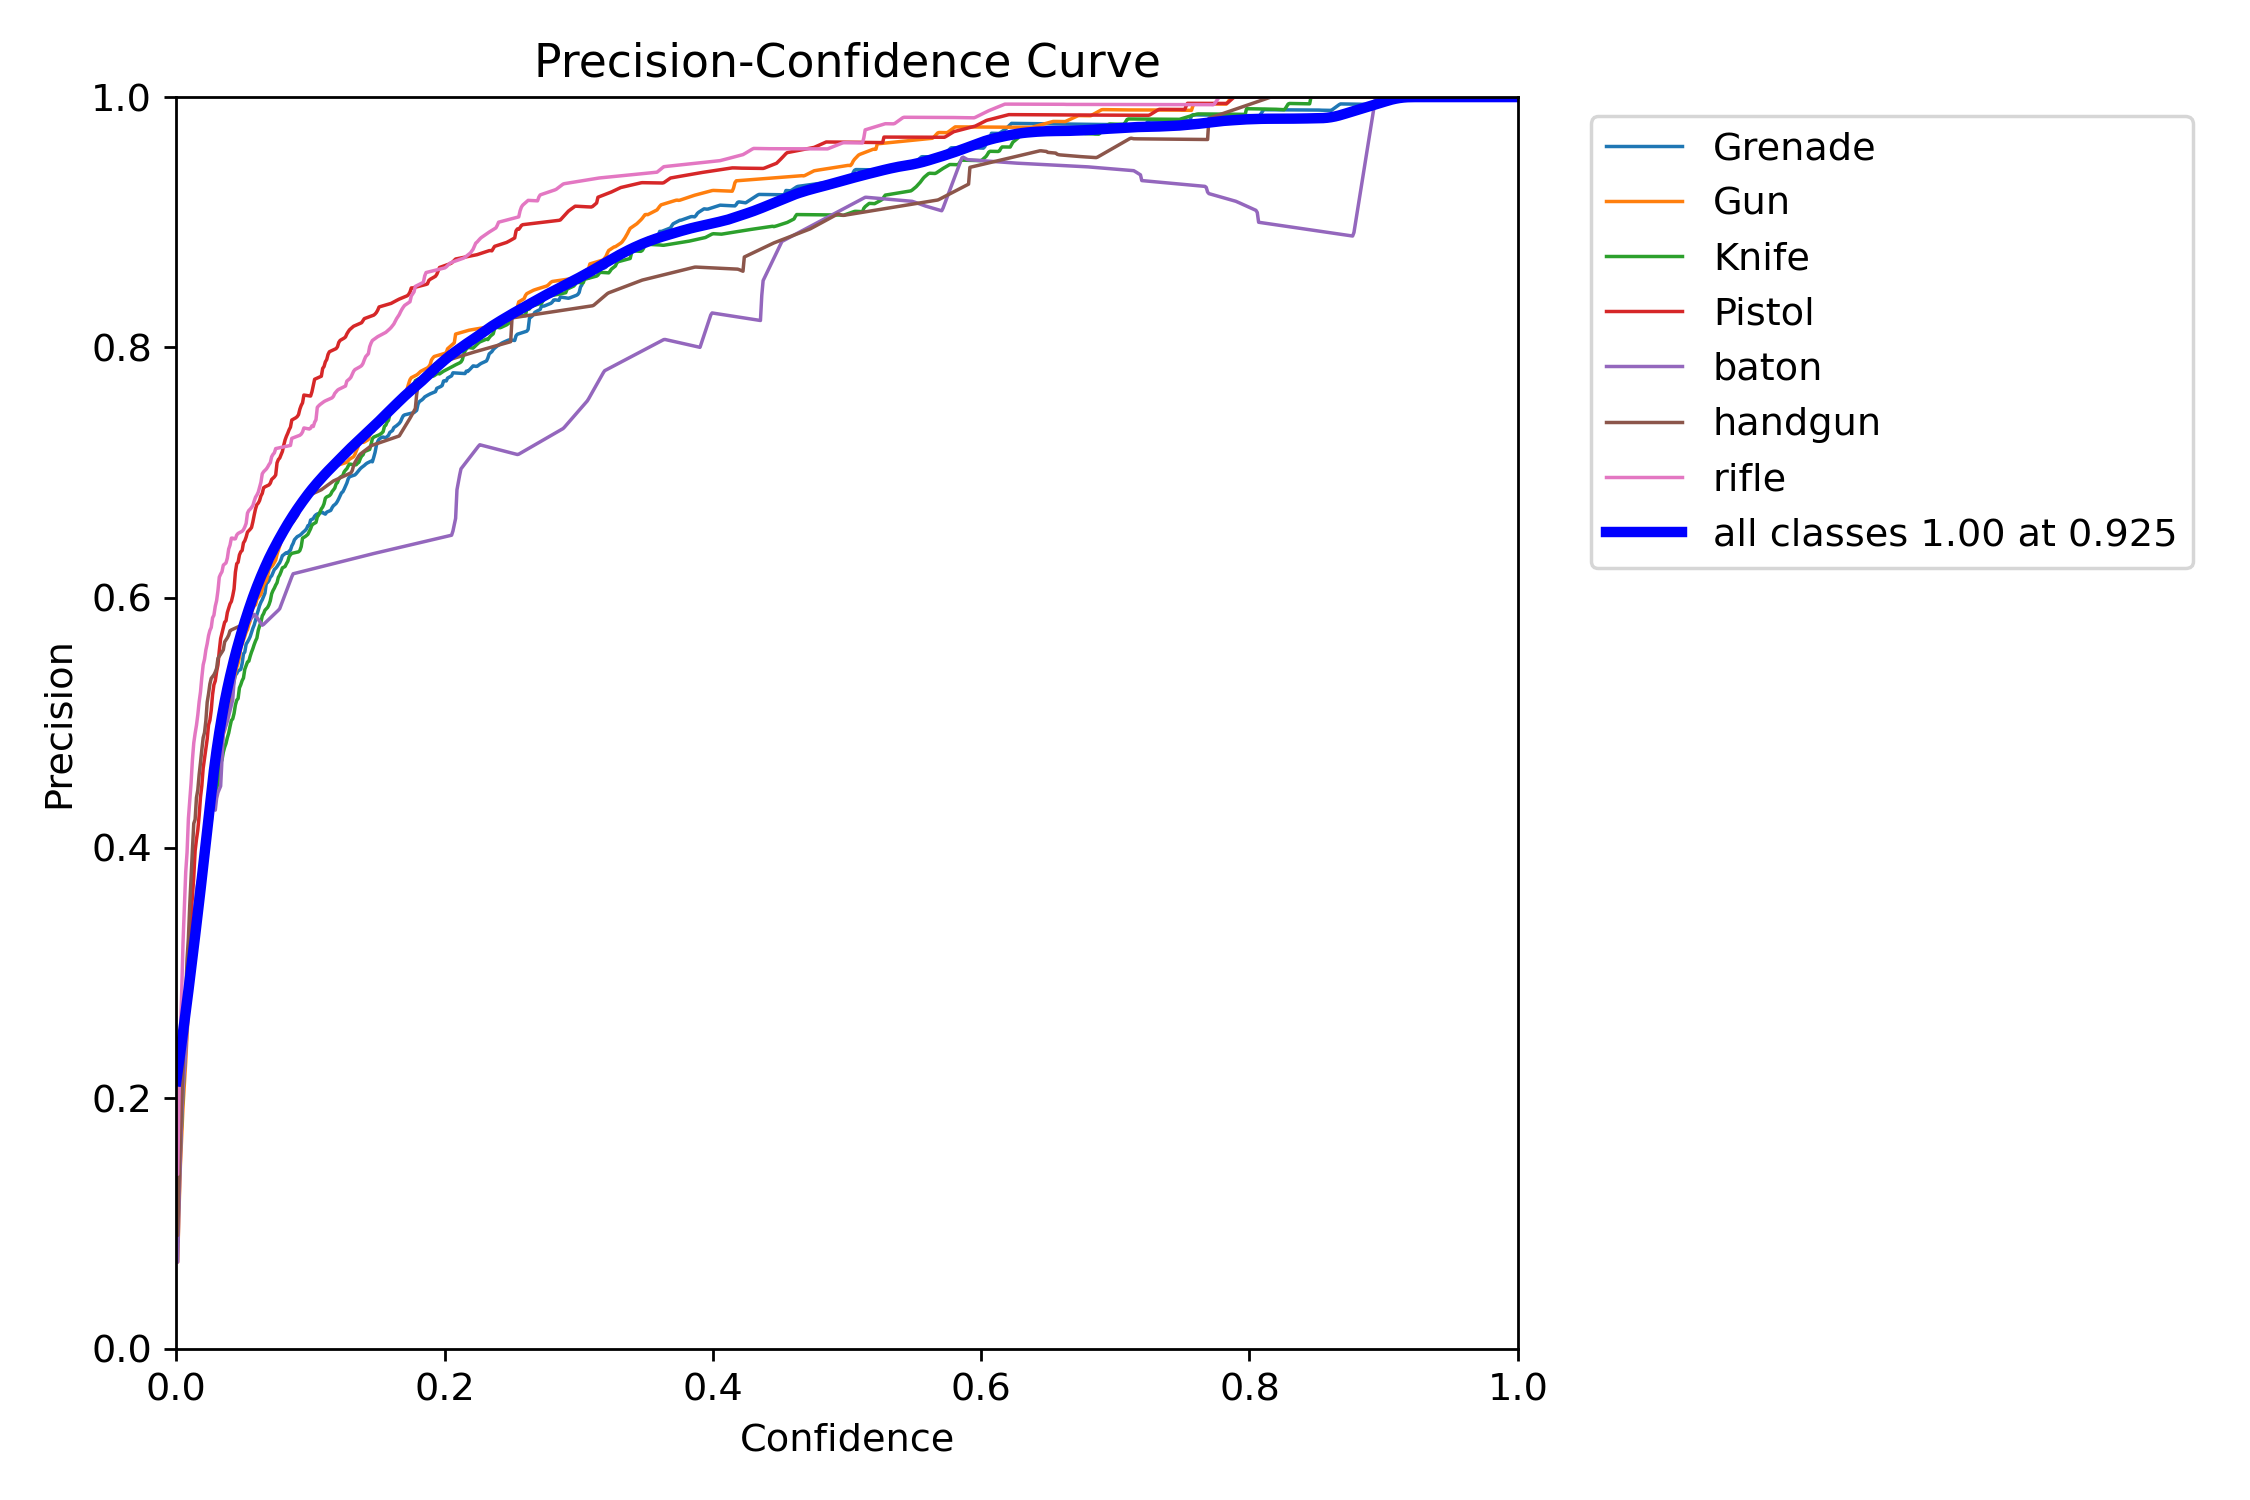 Precision-Confidence Curve
1.0
0.8
0.6
0.4
0.2
0.0
Precision
0.0 0.2 0.4 0.6 0.8 1.0
Confidence
Grenade
Gun
Knife
Pistol
baton
handgun
rifle
all classes 1.00 at 0.925